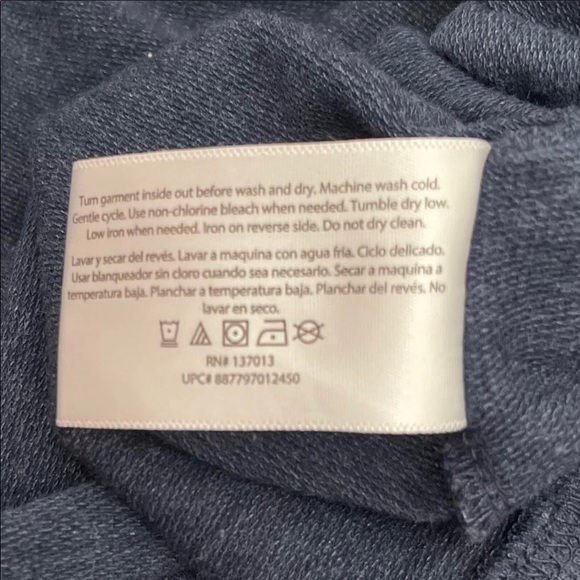 Turn garment inside out before wash and dry. Machine wash cold.
Gentle cycle. Use non-chlorine bleach when needed. Tumble dry low.
Low iron when needed. Iron on reverse side. Do not dry clean.
Lavar y secar del revés. Lavar a maquina con agua fría. Ciclo delicado.
Usar blanqueador sin cloro cuando sea necesario. Secar a maquina a
temperatura baja. Planchar a temperatura baja. Planchar del revés. No
lavar en seco.
RN# 137013
UPC# 887797012450